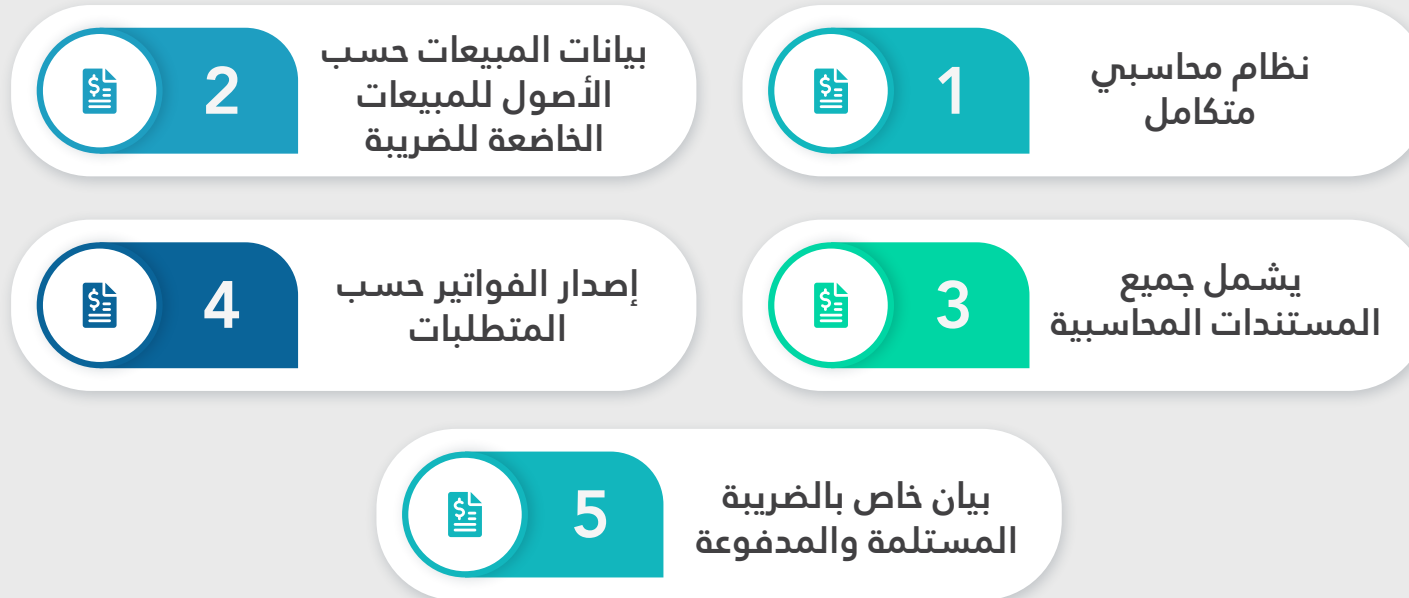 1
نظام محاسبي
متكامل
2
بيانات المبيعات حسب
الأصول للمبيعات
الخاضعة للضريبة
3
يشمل جميع
المستندات المحاسبية
4
إصدار الفواتير حسب
المتطلبات
5
بيان خاص بالضريبة
المستلمة والمدفوعة